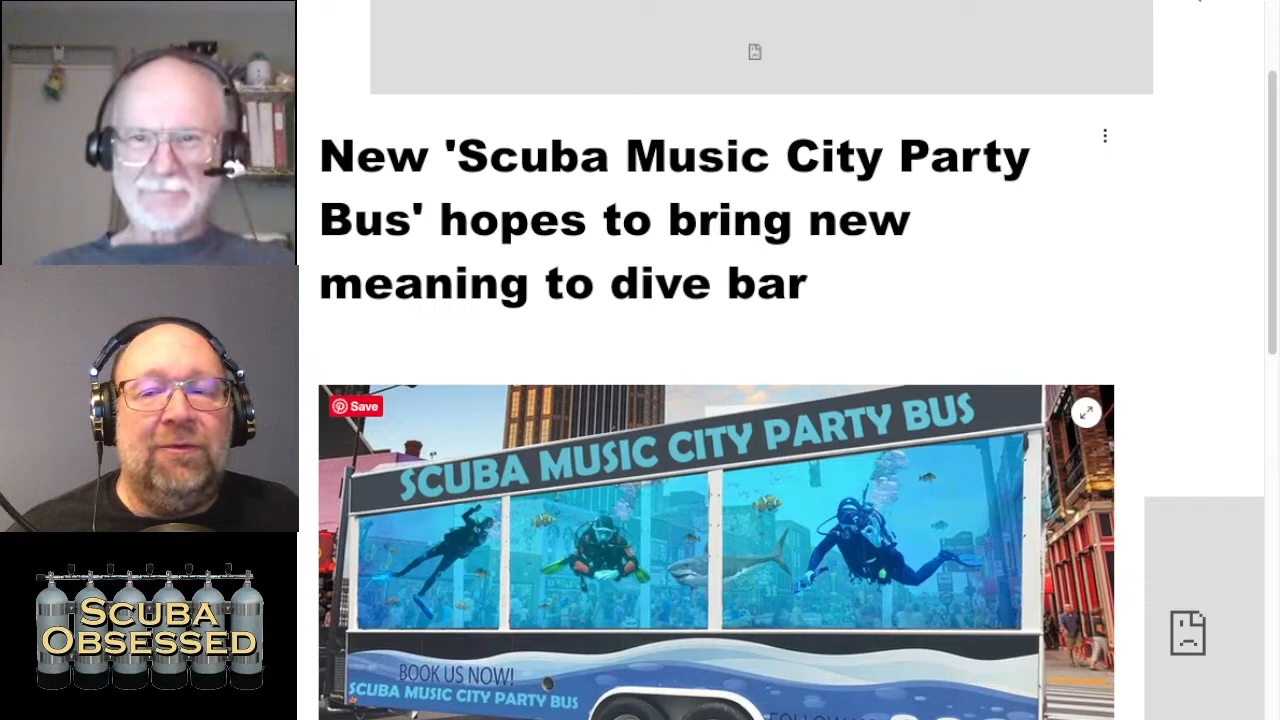 New 'Scuba Music City Party
Bus' hopes to bring new
meaning to dive bar
Save
SCUBA MUSIC CITY PARTY BUS
BOOK US NOW!
SCUBA MUSIC CITY PARTY BUS
SCUBA
OBSESSED